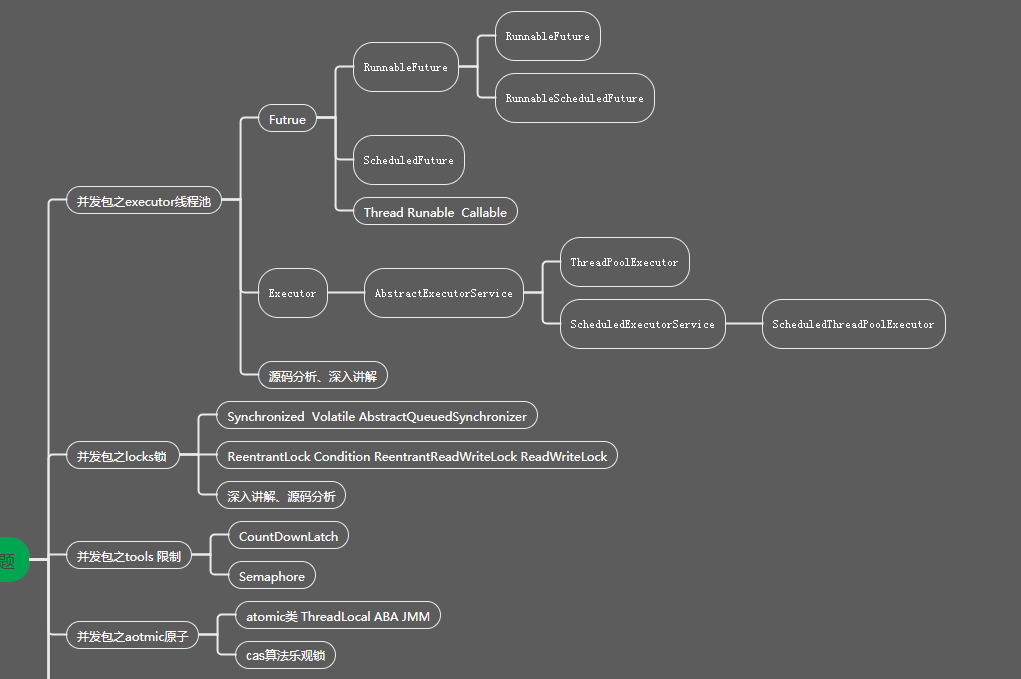 并发包之executor线程池
Futrue
RunnableFuture
RunnableFuture
RunnableScheduledFuture
ScheduledFuture
Thread Runable  Callable
Executor
AbstractExecutorService
ThreadPoolExecutor
ScheduledExecutorService
ScheduledThreadPoolExecutor
源码分析、深入讲解
并发包之locks锁
Synchronized  Volatile AbstractQueuedSynchronizer
ReentrantLock Condition ReentrantReadWriteLock ReadWriteLock
深入讲解、源码分析
题
并发包之tools 限制
CountDownLatch
Semaphore
并发包之aotmic原子
atomic类 ThreadLocal ABA JMM
cas算法乐观锁